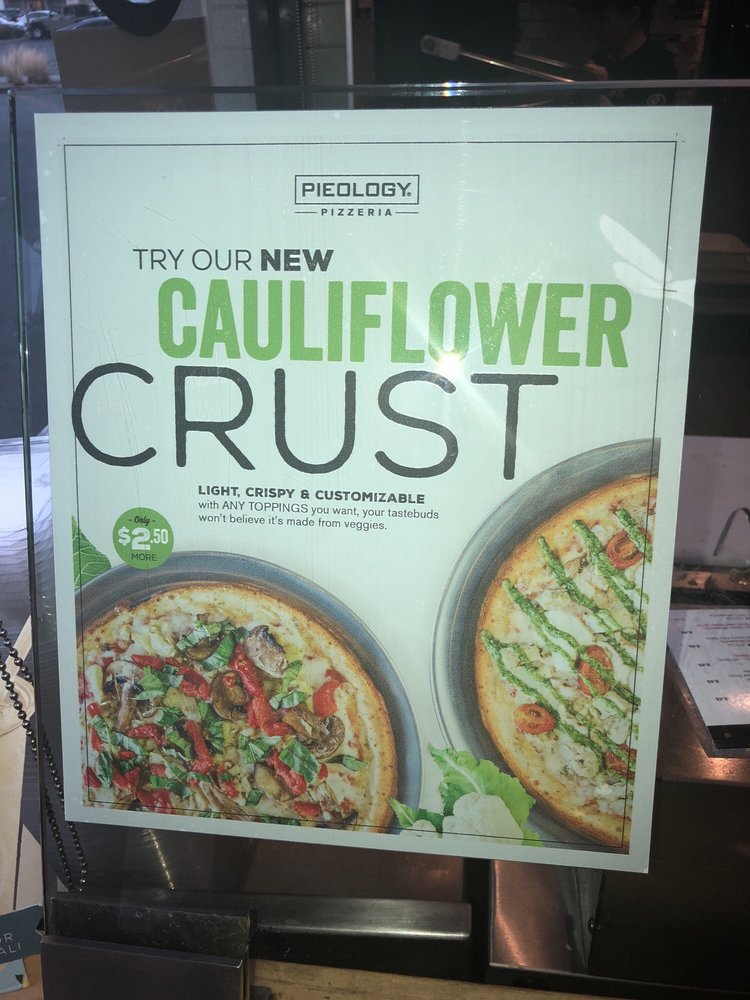 PIEOLOGY®
PIZZERIA
TRY OUR NEW
CAULIFLOWER
CRUST
LIGHT, CRISPY & CUSTOMIZABLE
with ANY TOPPINGS you want, your tastebuds
won't believe it's made from veggies.
Only
$2.50
MORE